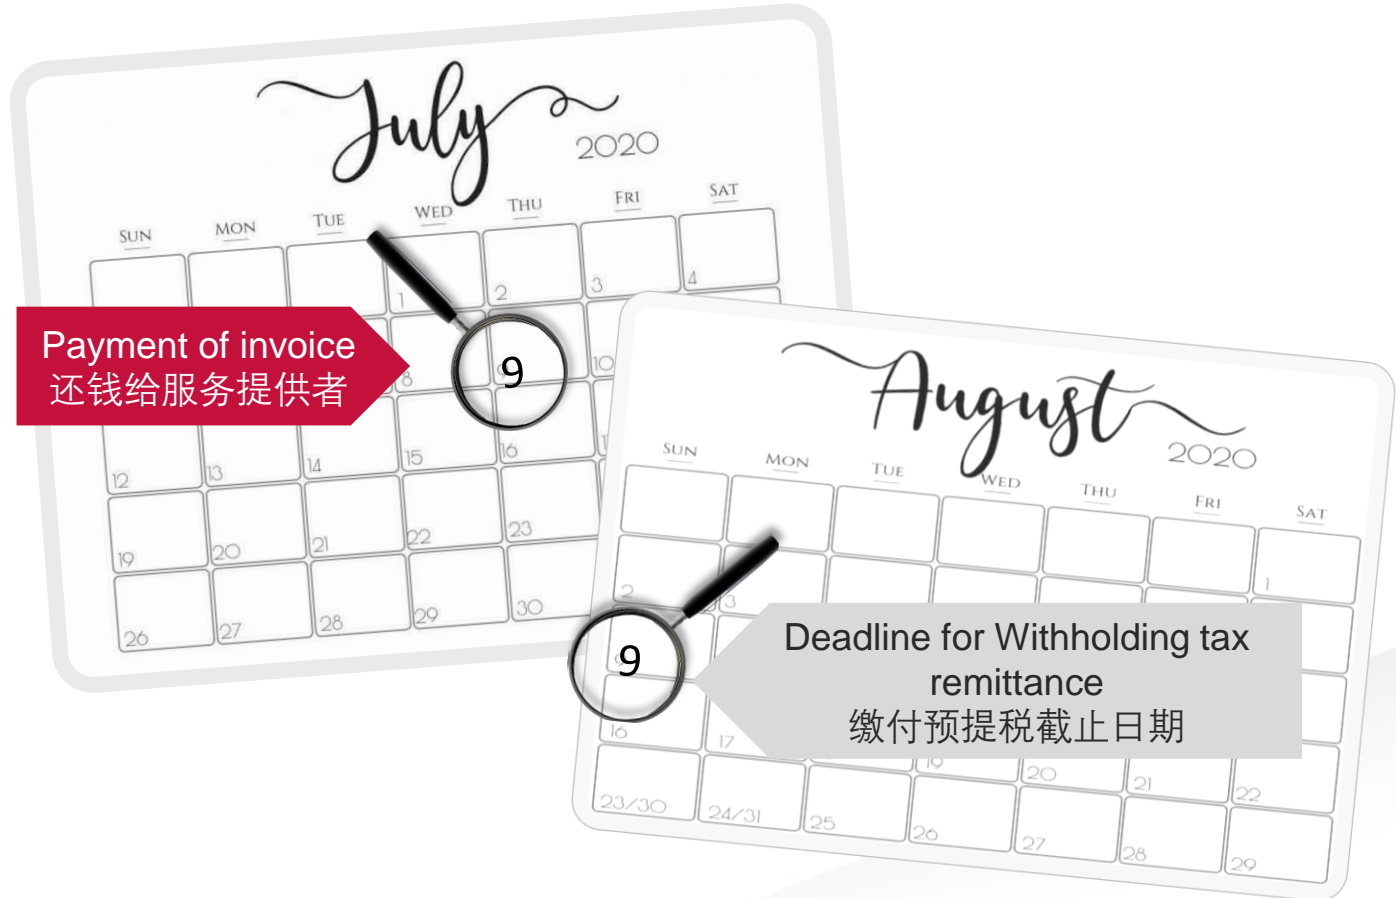 July
2020
SUN MON TUE WED THU FRI SAT
1 2 3 4
Payment of invoice
还钱给服务提供者
8 9 10
12 13 14 15 16
19 20 21 22 23
26 27 28 29 30
August
2020
SUN MON TUE WED THU FRI SAT
1
2 3
9
Deadline for Withholding tax
remittance
缴付预提税截止日期
16 17 19 20 21 22
23/30 24/31 25 26 27 28 29